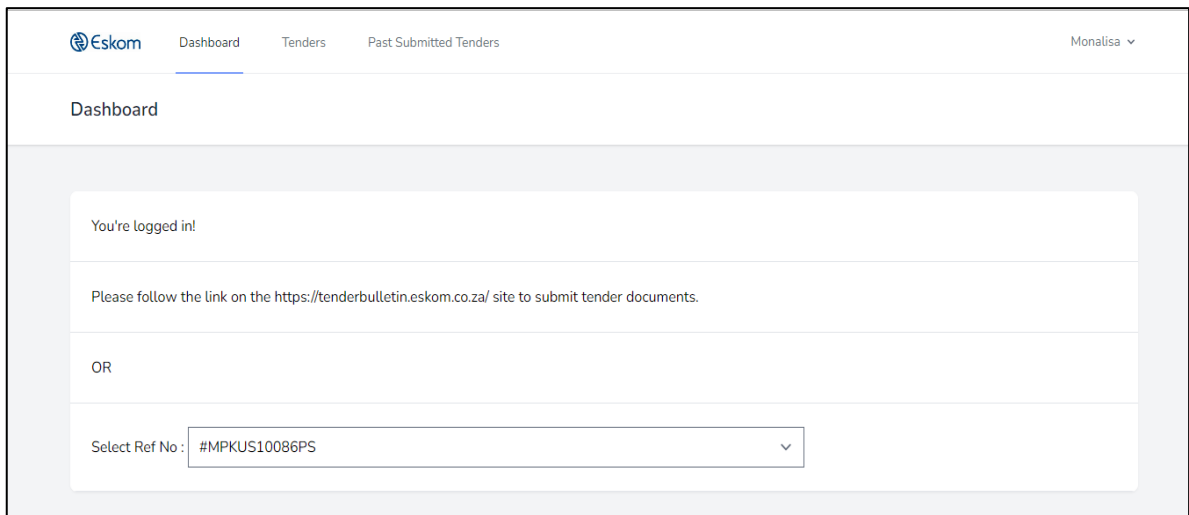 Eskom Dashboard Tenders Past Submitted Tenders Monalisa
Dashboard
You're logged in!
Please follow the link on the https://tenderbulletin.eskom.co.za/ site to submit tender documents.
OR
Select Ref No : #MPKUS10086PS